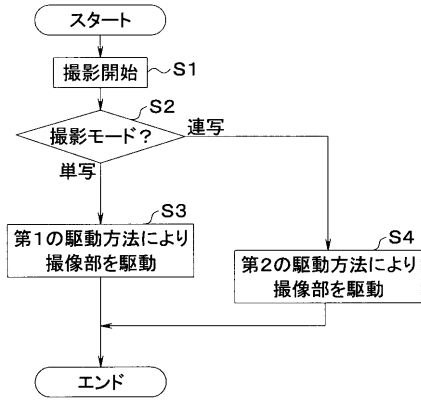 スタート
撮影開始
S1
S2
撮影モード？
連写
単写
S3
第1の駆動方法により
撮像部を駆動
S4
第2の駆動方法により
撮像部を駆動
エンド